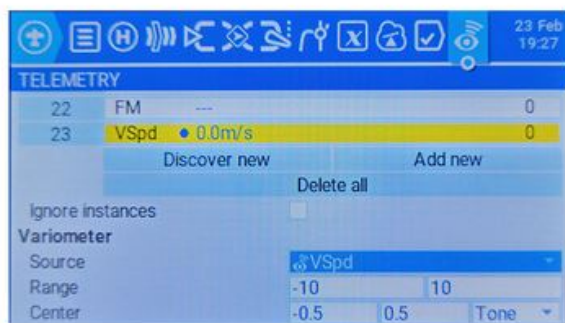 23 Feb
19:27
TELEMETRY
22 FM --- 0
23 VSpd 0.0m/s 0
Discover new Add new
Delete all
Ignore instances
Variometer
Source VSpd
Range -10 10
Center -0.5 0.5 Tone